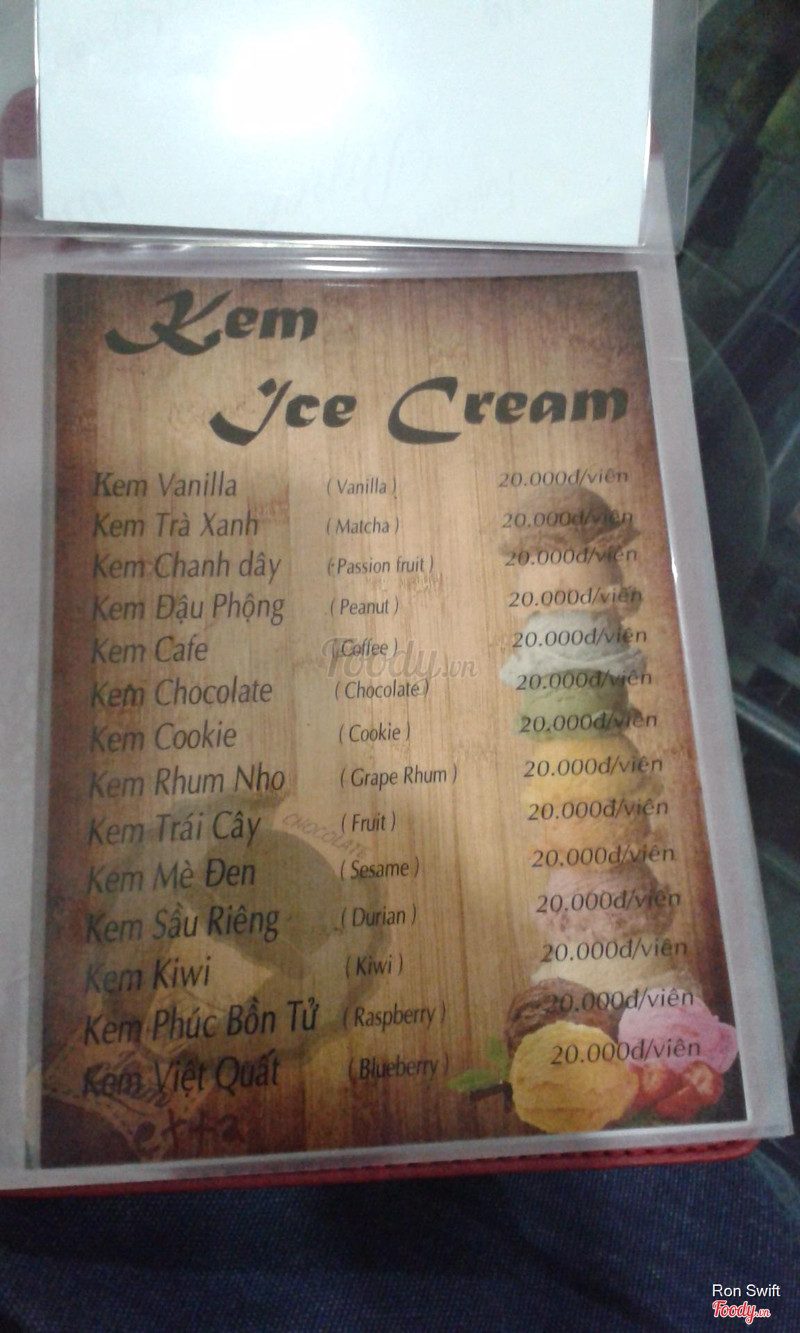 Kem
Ice Cream
Kem Vanilla ( Vanilla ) 20.000đ/viên
Kem Trà Xanh ( Matcha ) 20.000đ/viên
Kem Chanh dây ( Passion fruit ) 20.000đ/viên
Kem Đậu Phộng ( Peanut ) 20.000đ/viên
Kem Cafe ( Coffee ) 20.000đ/viên
Foody.vn
Kem Chocolate ( Chocolate ) 20.000đ/viên
Kem Cookie ( Cookie ) 20.000đ/viên
Kem Rhum Nho ( Grape Rhum ) 20.000đ/viên
Kem Trái Cây ( Fruit ) 20.000đ/viên
CHOCOLATE
Kem Mè Đen ( Sesame ) 20.000đ/viên
Kem Sầu Riêng ( Durian ) 20.000đ/viên
Kem Kiwi ( Kiwi ) 20.000đ/viên
Kem Phúc Bồn Tử ( Raspberry ) 20.000đ/viên
Kem Việt Quất ( Blueberry ) 20.000đ/viên
Ron Swift
Foody.vn